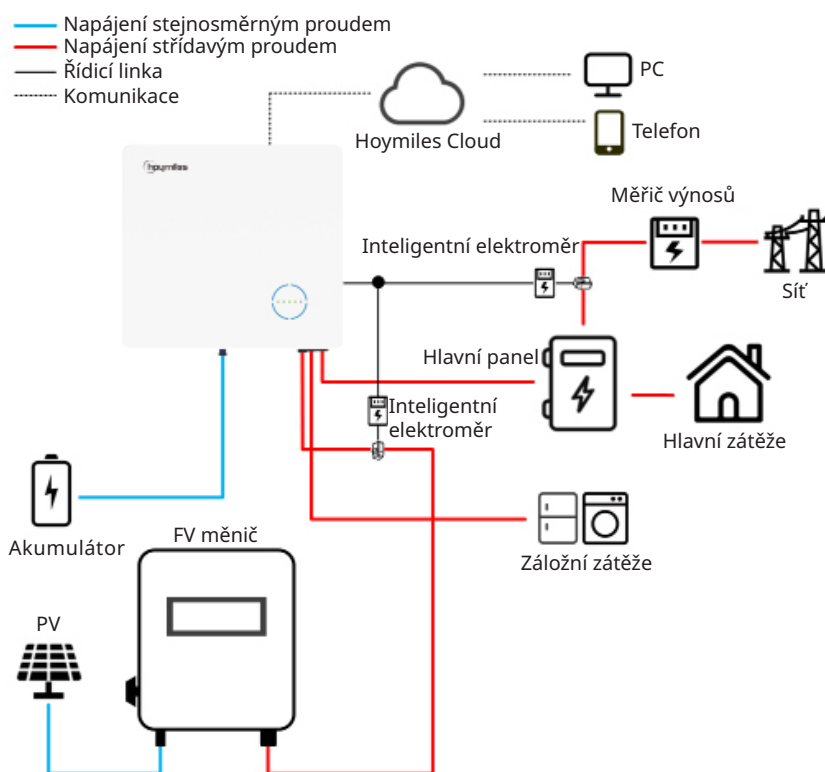 Napájení stejnosměrným proudem
Napájení střídavým proudem
Řídicí linka
Komunikace
PC
Hoymiles Cloud
Telefon
hoymiles
Měřič výnosů
Inteligentní elektroměr
Síť
Hlavní panel
Inteligentní
elektroměr
Hlavní zátěže
Akumulátor
FV měnič
Záložní zátěže
PV